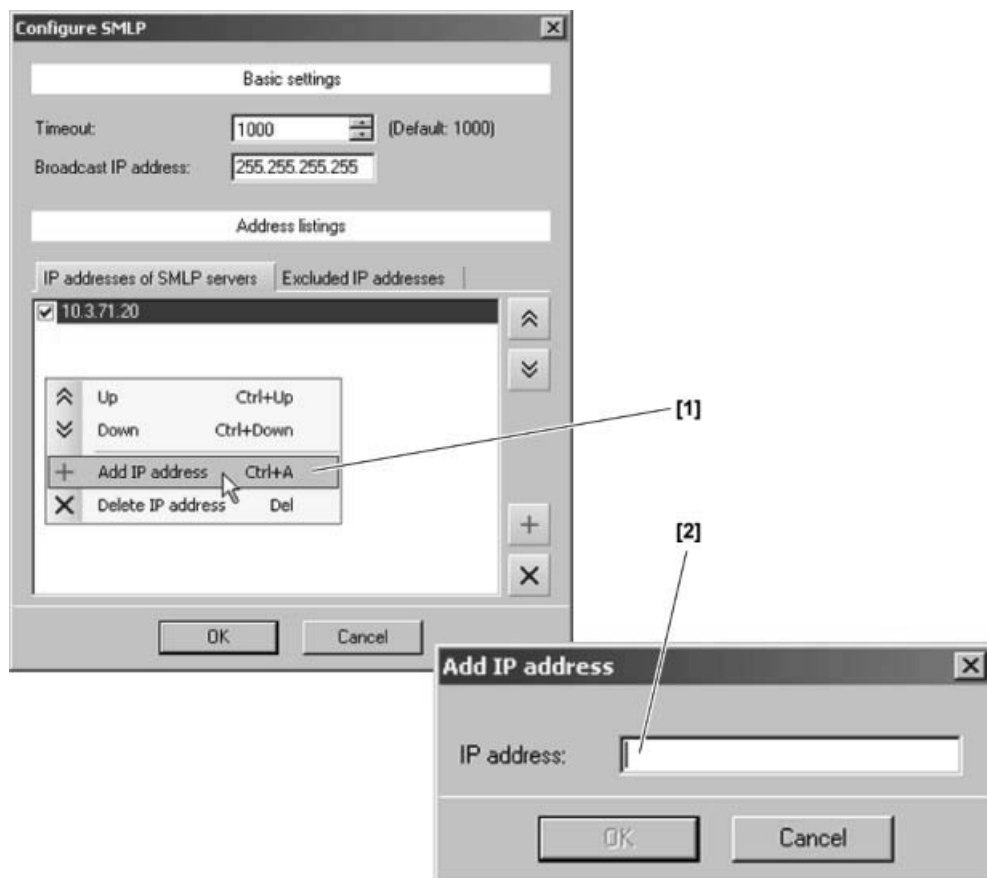 Configure SMLP
Basic settings
Timeout: 1000 (Default: 1000)
Broadcast IP address: 255.255.255.255
Address listings
IP addresses of SMLP servers Excluded IP addresses
10.3.71.20
Up Ctrl+Up
Down Ctrl+Down
[1]
Add IP address Ctrl+A
Delete IP address Del
[2]
OK Cancel
Add IP address
IP address:
OK Cancel